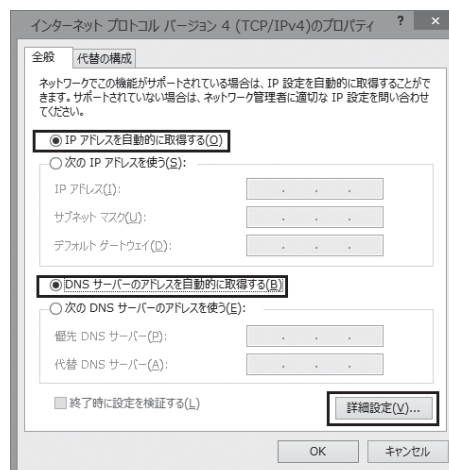 インターネット プロトコル バージョン 4 (TCP/IPv4)のプロパティ ? ×
全般 代替の構成
ネットワークでこの機能がサポートされている場合は、IP 設定を自動的に取得することがで
きます。サポートされていない場合は、ネットワーク管理者に適切な IP 設定を問い合わせ
てください。
IP アドレスを自動的に取得する(O)
次の IP アドレスを使う(S):
IP アドレス(I):
サブネット マスク(U):
デフォルト ゲートウェイ(D):
DNS サーバーのアドレスを自動的に取得する(B)
次の DNS サーバーのアドレスを使う(E):
優先 DNS サーバー(P):
代替 DNS サーバー(A):
終了時に設定を検証する(L)
詳細設定(V)...
OK キャンセル